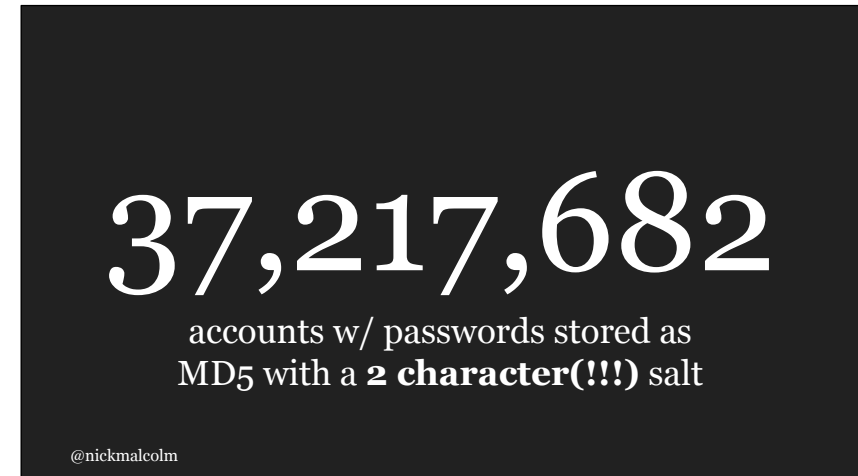 37,217,682
accounts w/ passwords stored as
MD5 with a 2 character(!!!) salt
@nickmalcolm